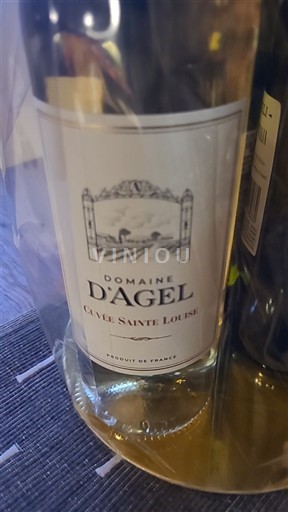 VINIOU
DOMAINE
D'AGEL
CUVÉE SAINTE LOUISE
PRODUIT DE FRANCE